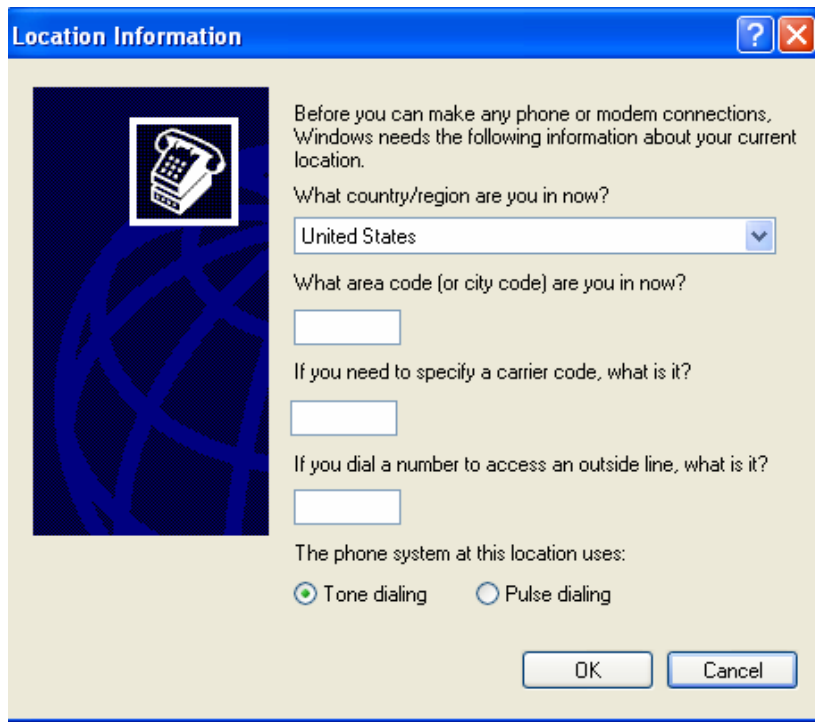 Location Information
Before you can make any phone or modem connections,
Windows needs the following information about your current
location.
What country/region are you in now?
United States
What area code (or city code) are you in now?
If you need to specify a carrier code, what is it?
If you dial a number to access an outside line, what is it?
The phone system at this location uses:
Tone dialing Pulse dialing
OK Cancel